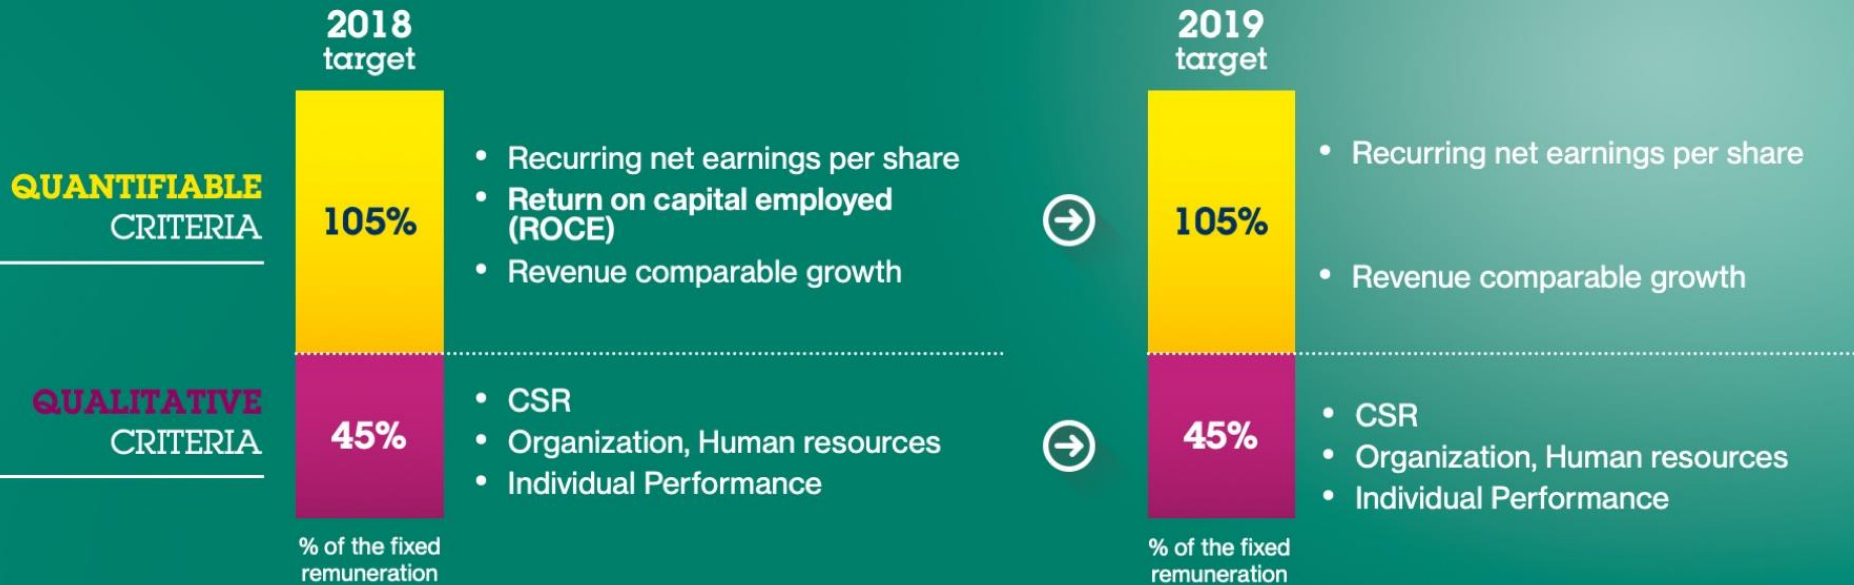 2018
target
QUANTIFIABLE
CRITERIA
105%
• Recurring net earnings per share
• Return on capital employed
(ROCE)
• Revenue comparable growth
QUALITATIVE
CRITERIA
45%
• CSR
• Organization, Human resources
• Individual Performance
% of the fixed
remuneration
2019
target
105%
• Recurring net earnings per share
• Revenue comparable growth
45%
• CSR
• Organization, Human resources
• Individual Performance
% of the fixed
remuneration